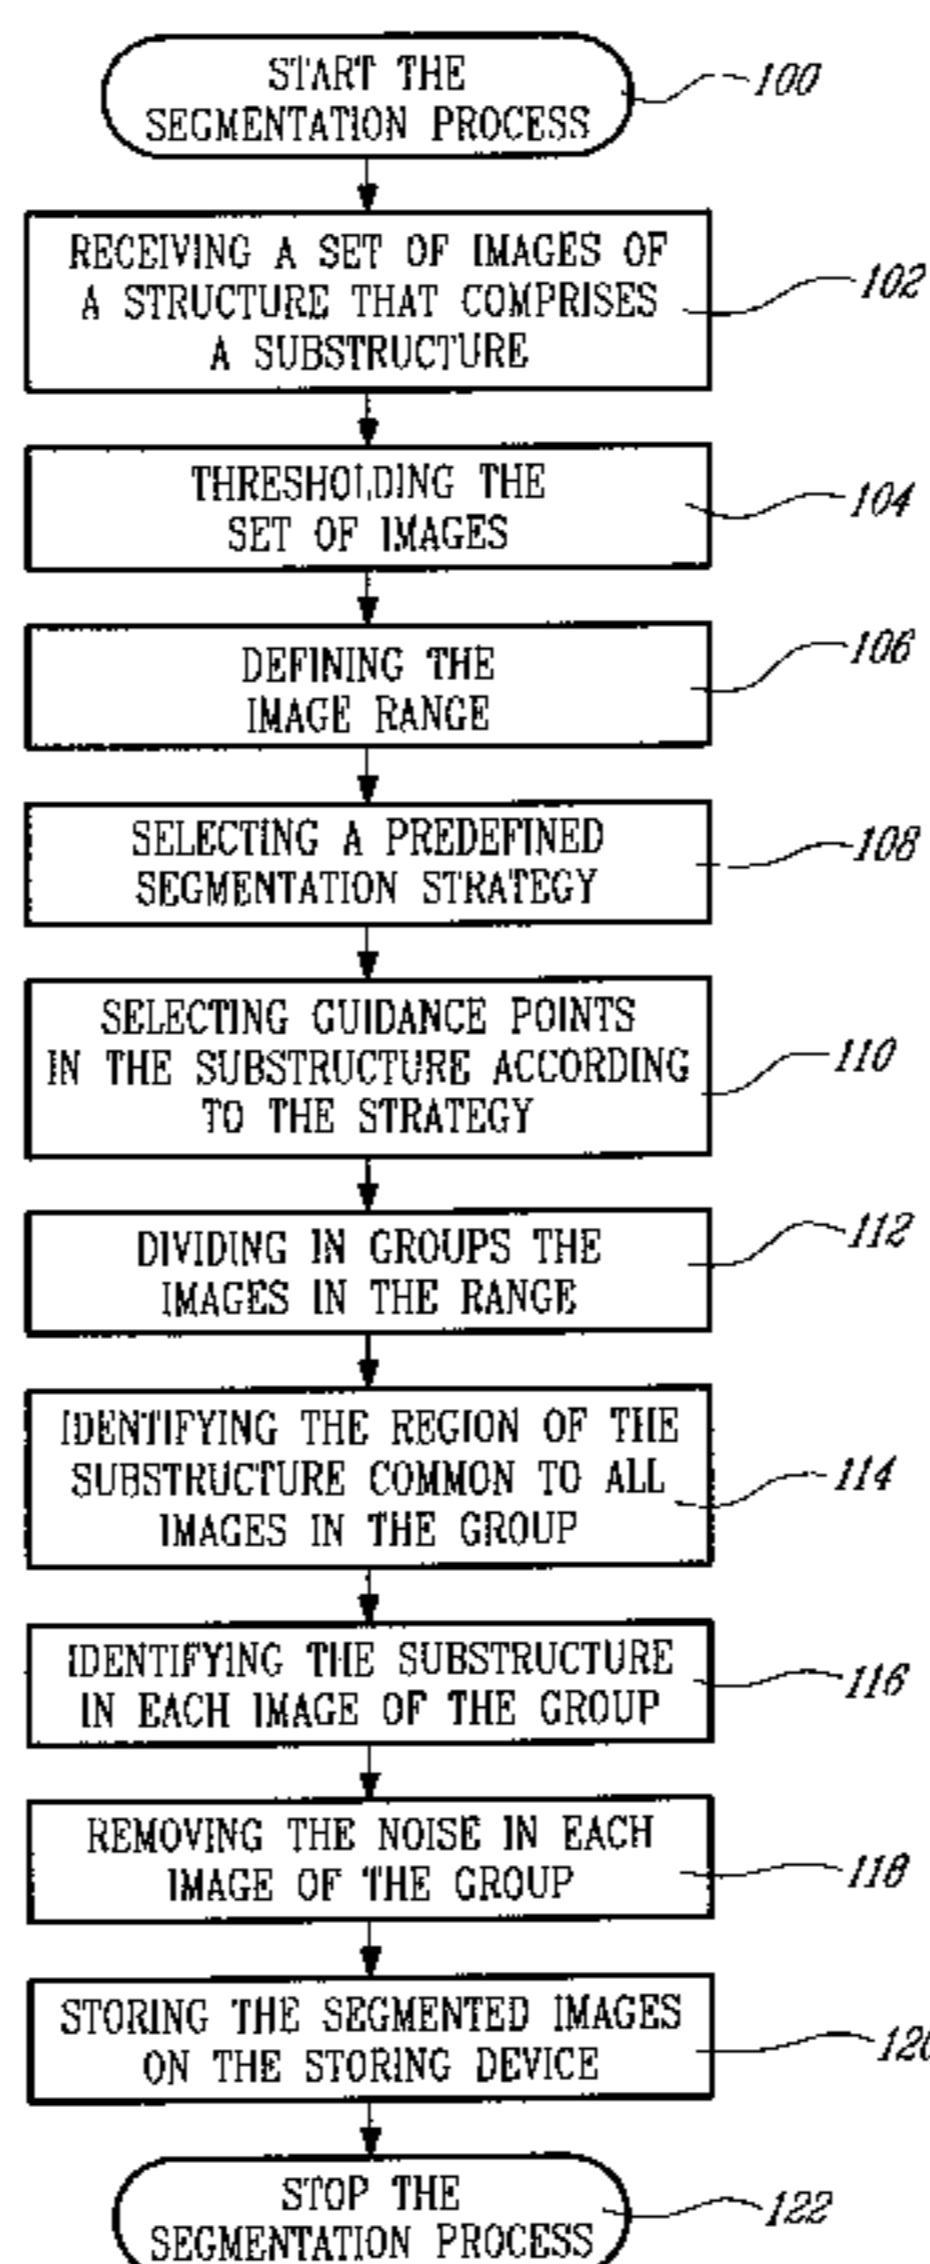 START THE
SEGMENTATION PROCESS
100
RECEIVING A SET OF IMAGES OF
A STRUCTURE THAT COMPRISES
A SUBSTRUCTURE
102
THRESHOLDING THE
SET OF IMAGES
104
DEFINING THE
IMAGE RANGE
106
SELECTING A PREDEFINED
SEGMENTATION STRATEGY
108
SELECTING GUIDANCE POINTS
IN THE SUBSTRUCTURE ACCORDING
TO THE STRATEGY
110
DIVIDING IN GROUPS THE
IMAGES IN THE RANGE
112
IDENTIFYING THE REGION OF THE
SUBSTRUCTURE COMMON TO ALL
IMAGES IN THE GROUP
114
IDENTIFYING THE SUBSTRUCTURE
IN EACH IMAGE OF THE GROUP
116
REMOVING THE NOISE IN EACH
IMAGE OF THE GROUP
118
STORING THE SEGMENTED IMAGES
ON THE STORING DEVICE
120
STOP THE
SEGMENTATION PROCESS
122